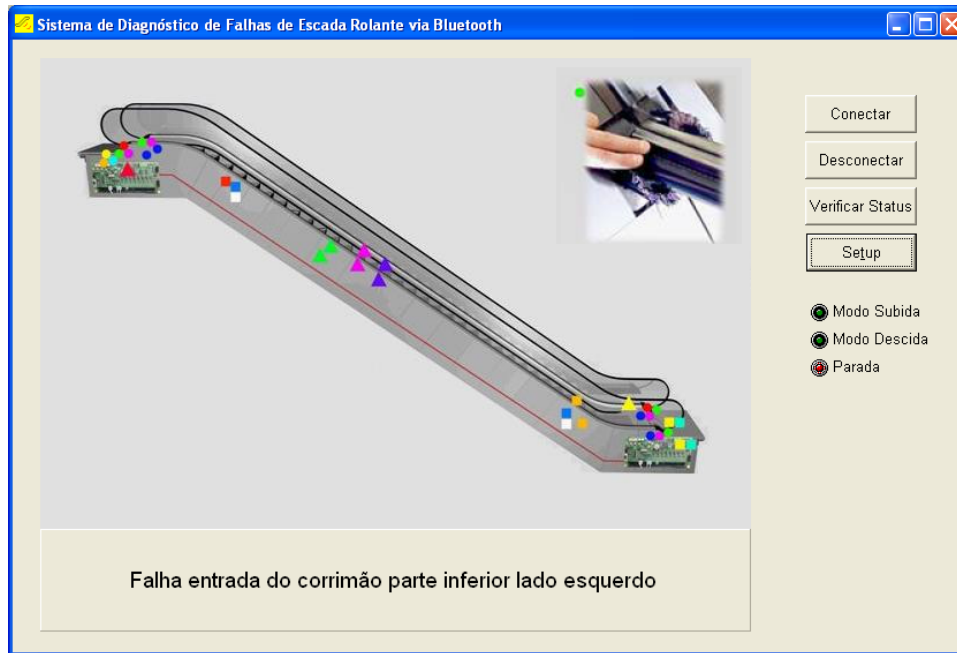 Sistema de Diagnóstico de Falhas de Escada Rolante via Bluetooth
Conectar
Desconectar
Verificar Status
Setup
Modo Subida
Modo Descida
Parada
Falha entrada do corrimão parte inferior lado esquerdo